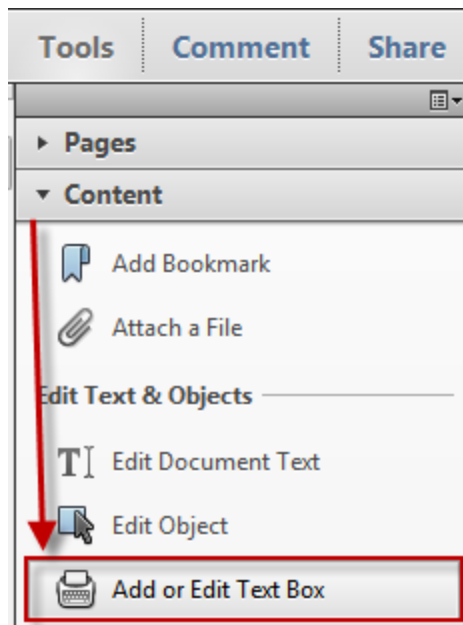 Tools Comment Share
Pages
Content
Add Bookmark
Attach a File
Edit Text & Objects
Edit Document Text
Edit Object
Add or Edit Text Box